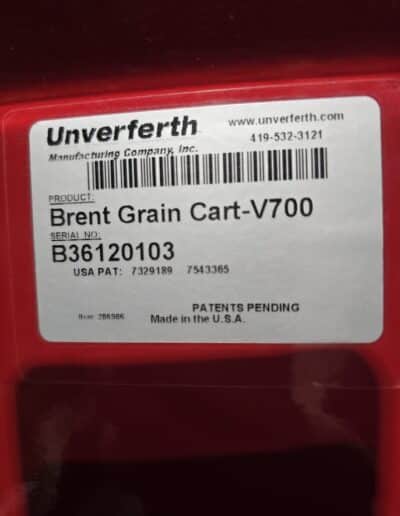 Unverferth
www.unverferth.com
Manufacturing Company, Inc.
419-532-3121
PRODUCT:
Brent Grain Cart-V700
SERIAL NO:
B36120103
USA PAT: 7329189 7543365
PATENTS PENDING
Made in the U.S.A.